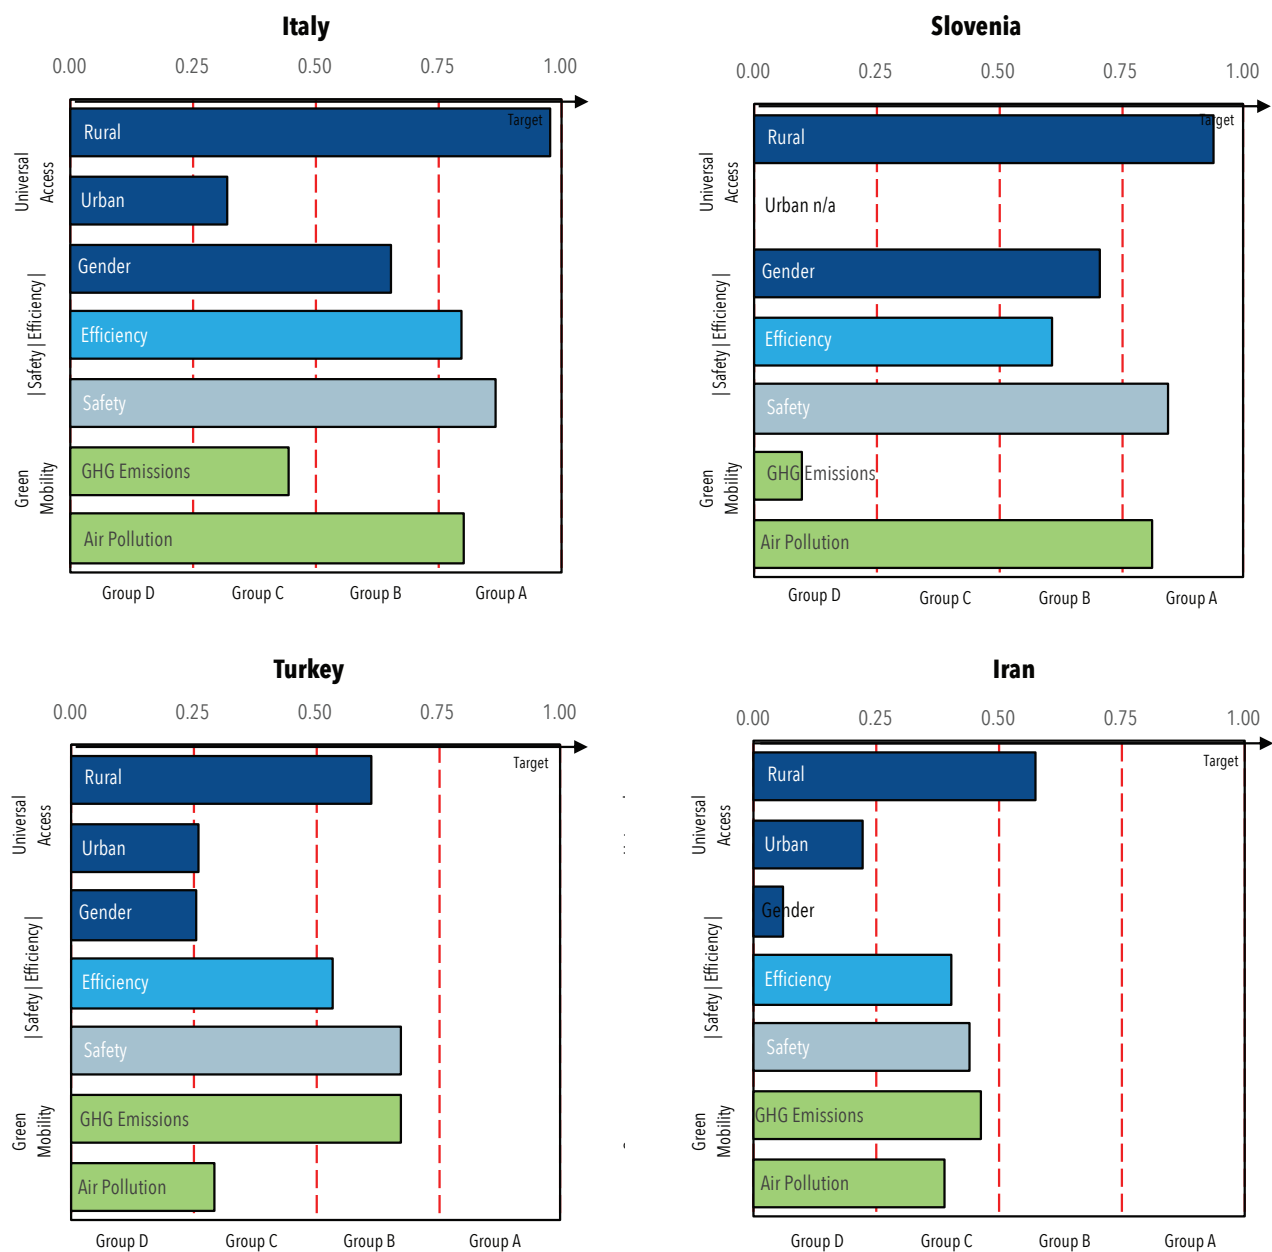 Italy
0.00 0.25 0.50 0.75 1.00
Target
Universal
Access
| Safety | Efficiency |
Green
Mobility
Rural
Urban
Gender
Efficiency
Safety
GHG Emissions
Air Pollution
Group D Group C Group B Group A
Slovenia
0.00 0.25 0.50 0.75 1.00
Target
Universal
Access
| Safety | Efficiency |
Green
Mobility
Rural
Urban n/a
Gender
Efficiency
Safety
GHG Emissions
Air Pollution
Group D Group C Group B Group A
Turkey
0.00 0.25 0.50 0.75 1.00
Target
Universal
Access
| Safety | Efficiency |
Green
Mobility
Rural
Urban
Gender
Efficiency
Safety
GHG Emissions
Air Pollution
Group D Group C Group B Group A
Iran
0.00 0.25 0.50 0.75 1.00
Target
Universal
Access
| Safety | Efficiency |
Green
Mobility
Rural
Urban
Gender
Efficiency
Safety
GHG Emissions
Air Pollution
Group D Group C Group B Group A